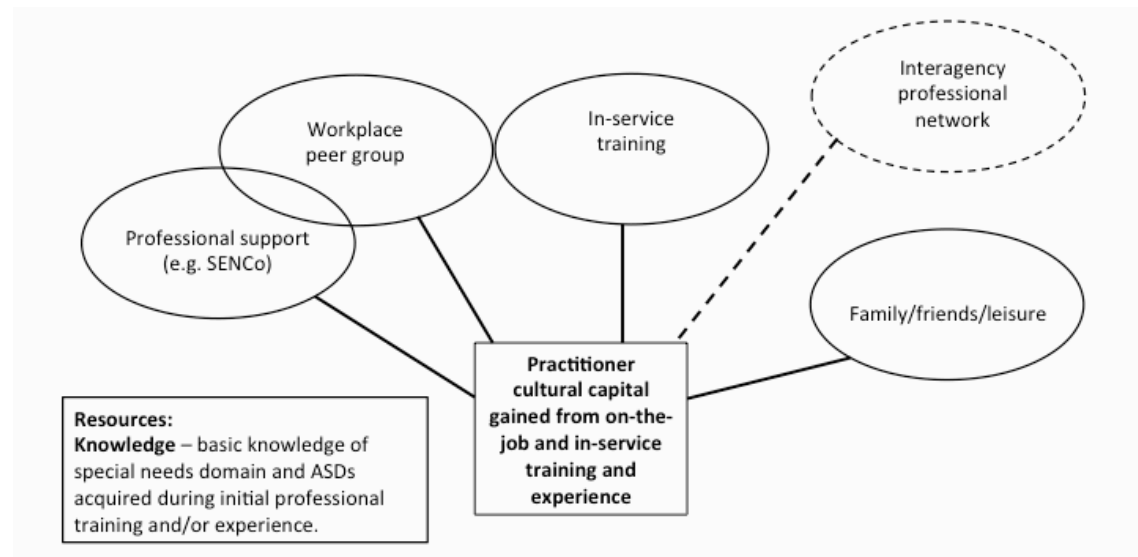 Interagency
professional
network
In-service
training
Workplace
peer group
Professional support
(e.g. SENCo)
Family/friends/leisure
Practitioner
cultural capital
gained from on-the-
job and in-service
training and
experience
Resources:
Knowledge – basic knowledge of
special needs domain and ASDs
acquired during initial professional
training and/or experience.